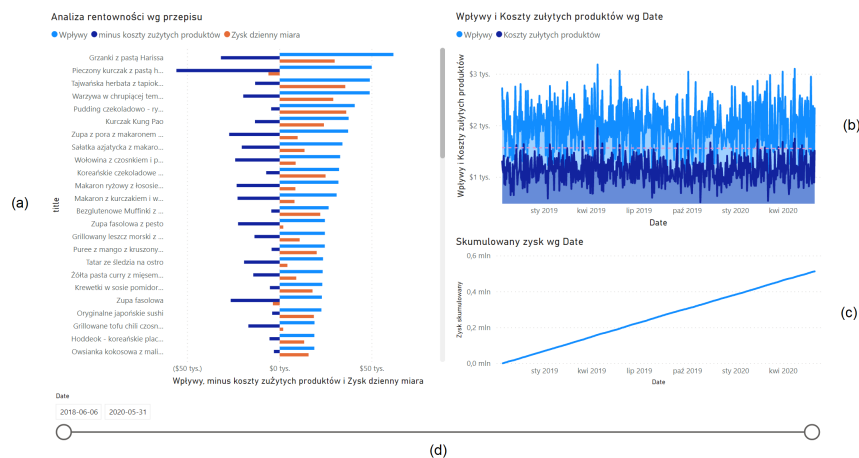 Analiza rentowności wg przepisu
Wpływy minus koszty zużytych produktów Zysk dzienny miara
title
Grzanki z pastą Harissa
Pieczony kurczak z pastą h...
Tajwańska herbata z tapiok...
Warzywa w chrupiącej tem...
Pudding czekoladowo - ry...
Kurczak Kung Pao
Zupa z pora z makaronem ...
Sałatka azjatycka z makaro...
Wołowina z czosnkiem i p...
Koreańskie czekoladowe ...
Makaron ryżowy z łososie...
Makaron z kurczakiem i w...
Bezglutenowe Muffinki z ...
Zupa fasolowa z pesto
Grillowany leszcz morski z ...
Puree z mango z kruszony...
Tatar ze śledzia na ostro
Żółta pasta curry z mięsem...
Krewetki w sosie pomidor...
Zupa fasolowa
Oryginalne japońskie sushi
Grillowane tofu chili czosn...
Hoddeok - koreańskie plac...
Owsianka kokosowa z mali...
($50 tys.) $0 tys. $50 tys.
Wpływy, minus koszty zużytych produktów i Zysk dzienny miara
(a)
Wpływy i Koszty zużytych produktów wg Date
Wpływy Koszty zużytych produktów
Wpływy i Koszty zużytych produktów
$3 tys.
$2 tys.
$1 tys.
sty 2019 kwi 2019 lip 2019 paź 2019 sty 2020 kwi 2020
Date
(b)
Skumulowany zysk wg Date
Zysk skumulowany
0,6 mln
0,4 mln
0,2 mln
0,0 mln
sty 2019 kwi 2019 lip 2019 paź 2019 sty 2020 kwi 2020
Date
(c)
Date
2018-06-06 2020-05-31
(d)